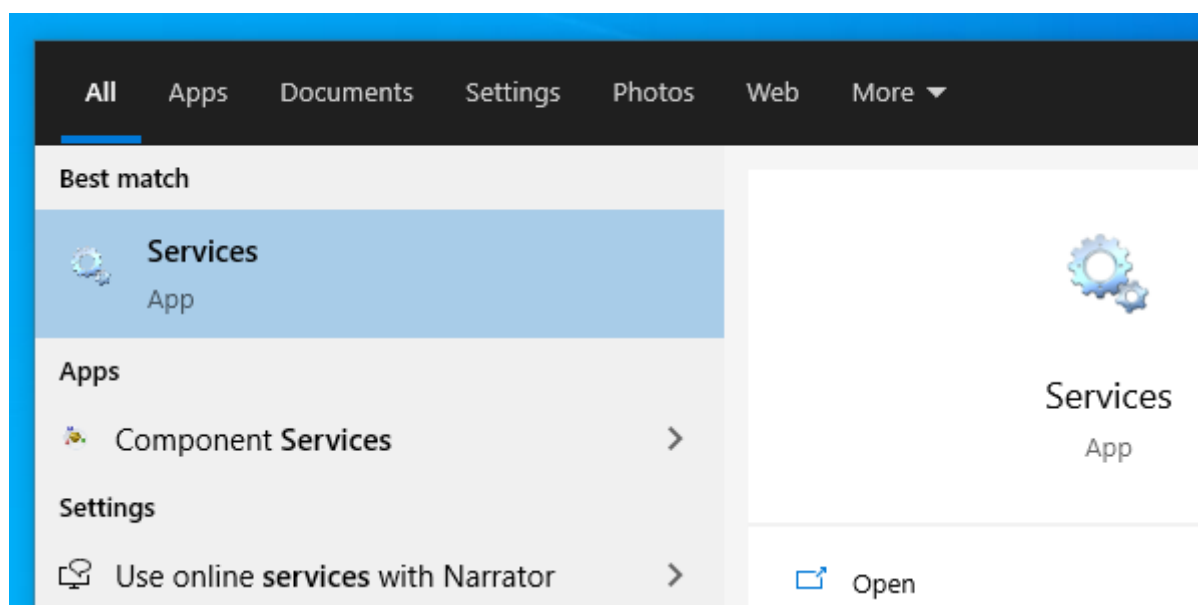 All Apps Documents Settings Photos Web More
Best match
Services
App
Apps
Component Services
Settings
Use online services with Narrator
Services
App
Open